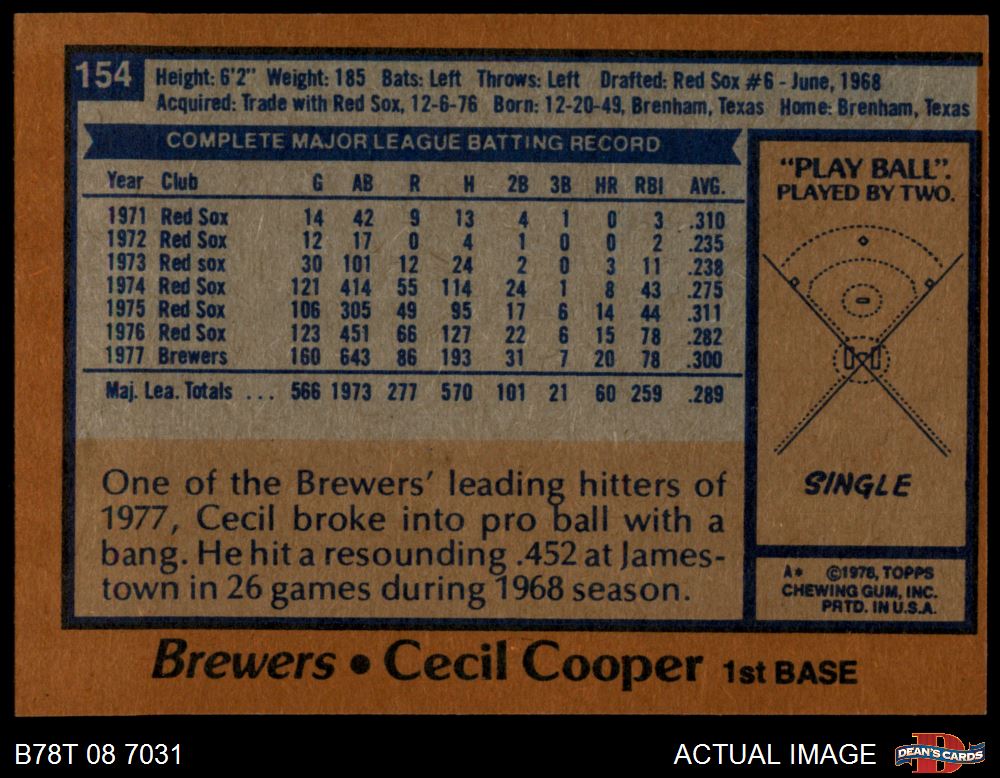 154
Height: 6'2" Weight: 185 Bats: Left Throws: Left Drafted: Red Sox #6 - June, 1968
Acquired: Trade with Red Sox, 12-6-76 Born: 12-20-49, Brenham, Texas Home: Brenham, Texas
COMPLETE MAJOR LEAGUE BATTING RECORD
Year Club G AB R H 2B 3B HR RBI AVG.
1971 Red Sox 14 42 9 13 4 1 0 3 .310
1972 Red Sox 12 17 0 4 1 0 0 2 .235
1973 Red sox 30 101 12 24 2 0 3 11 .238
1974 Red Sox 121 414 55 114 24 1 8 43 .275
1975 Red Sox 106 305 49 95 17 6 14 44 .311
1976 Red Sox 123 451 66 127 22 6 15 78 .282
1977 Brewers 160 643 86 193 31 7 20 78 .300
Maj. Lea. Totals ... 566 1973 277 570 101 21 60 259 .289
One of the Brewers' leading hitters of
1977, Cecil broke into pro ball with a
bang. He hit a resounding .452 at James-
town in 26 games during 1968 season.
"PLAY BALL".
PLAYED BY TWO.
SINGLE
A* ©1978, TOPPS
CHEWING GUM, INC.
PRTD. IN U.S.A.
Brewers • Cecil Cooper 1st BASE
B78T 08 7031
ACTUAL IMAGE
DEAN'S CARDS